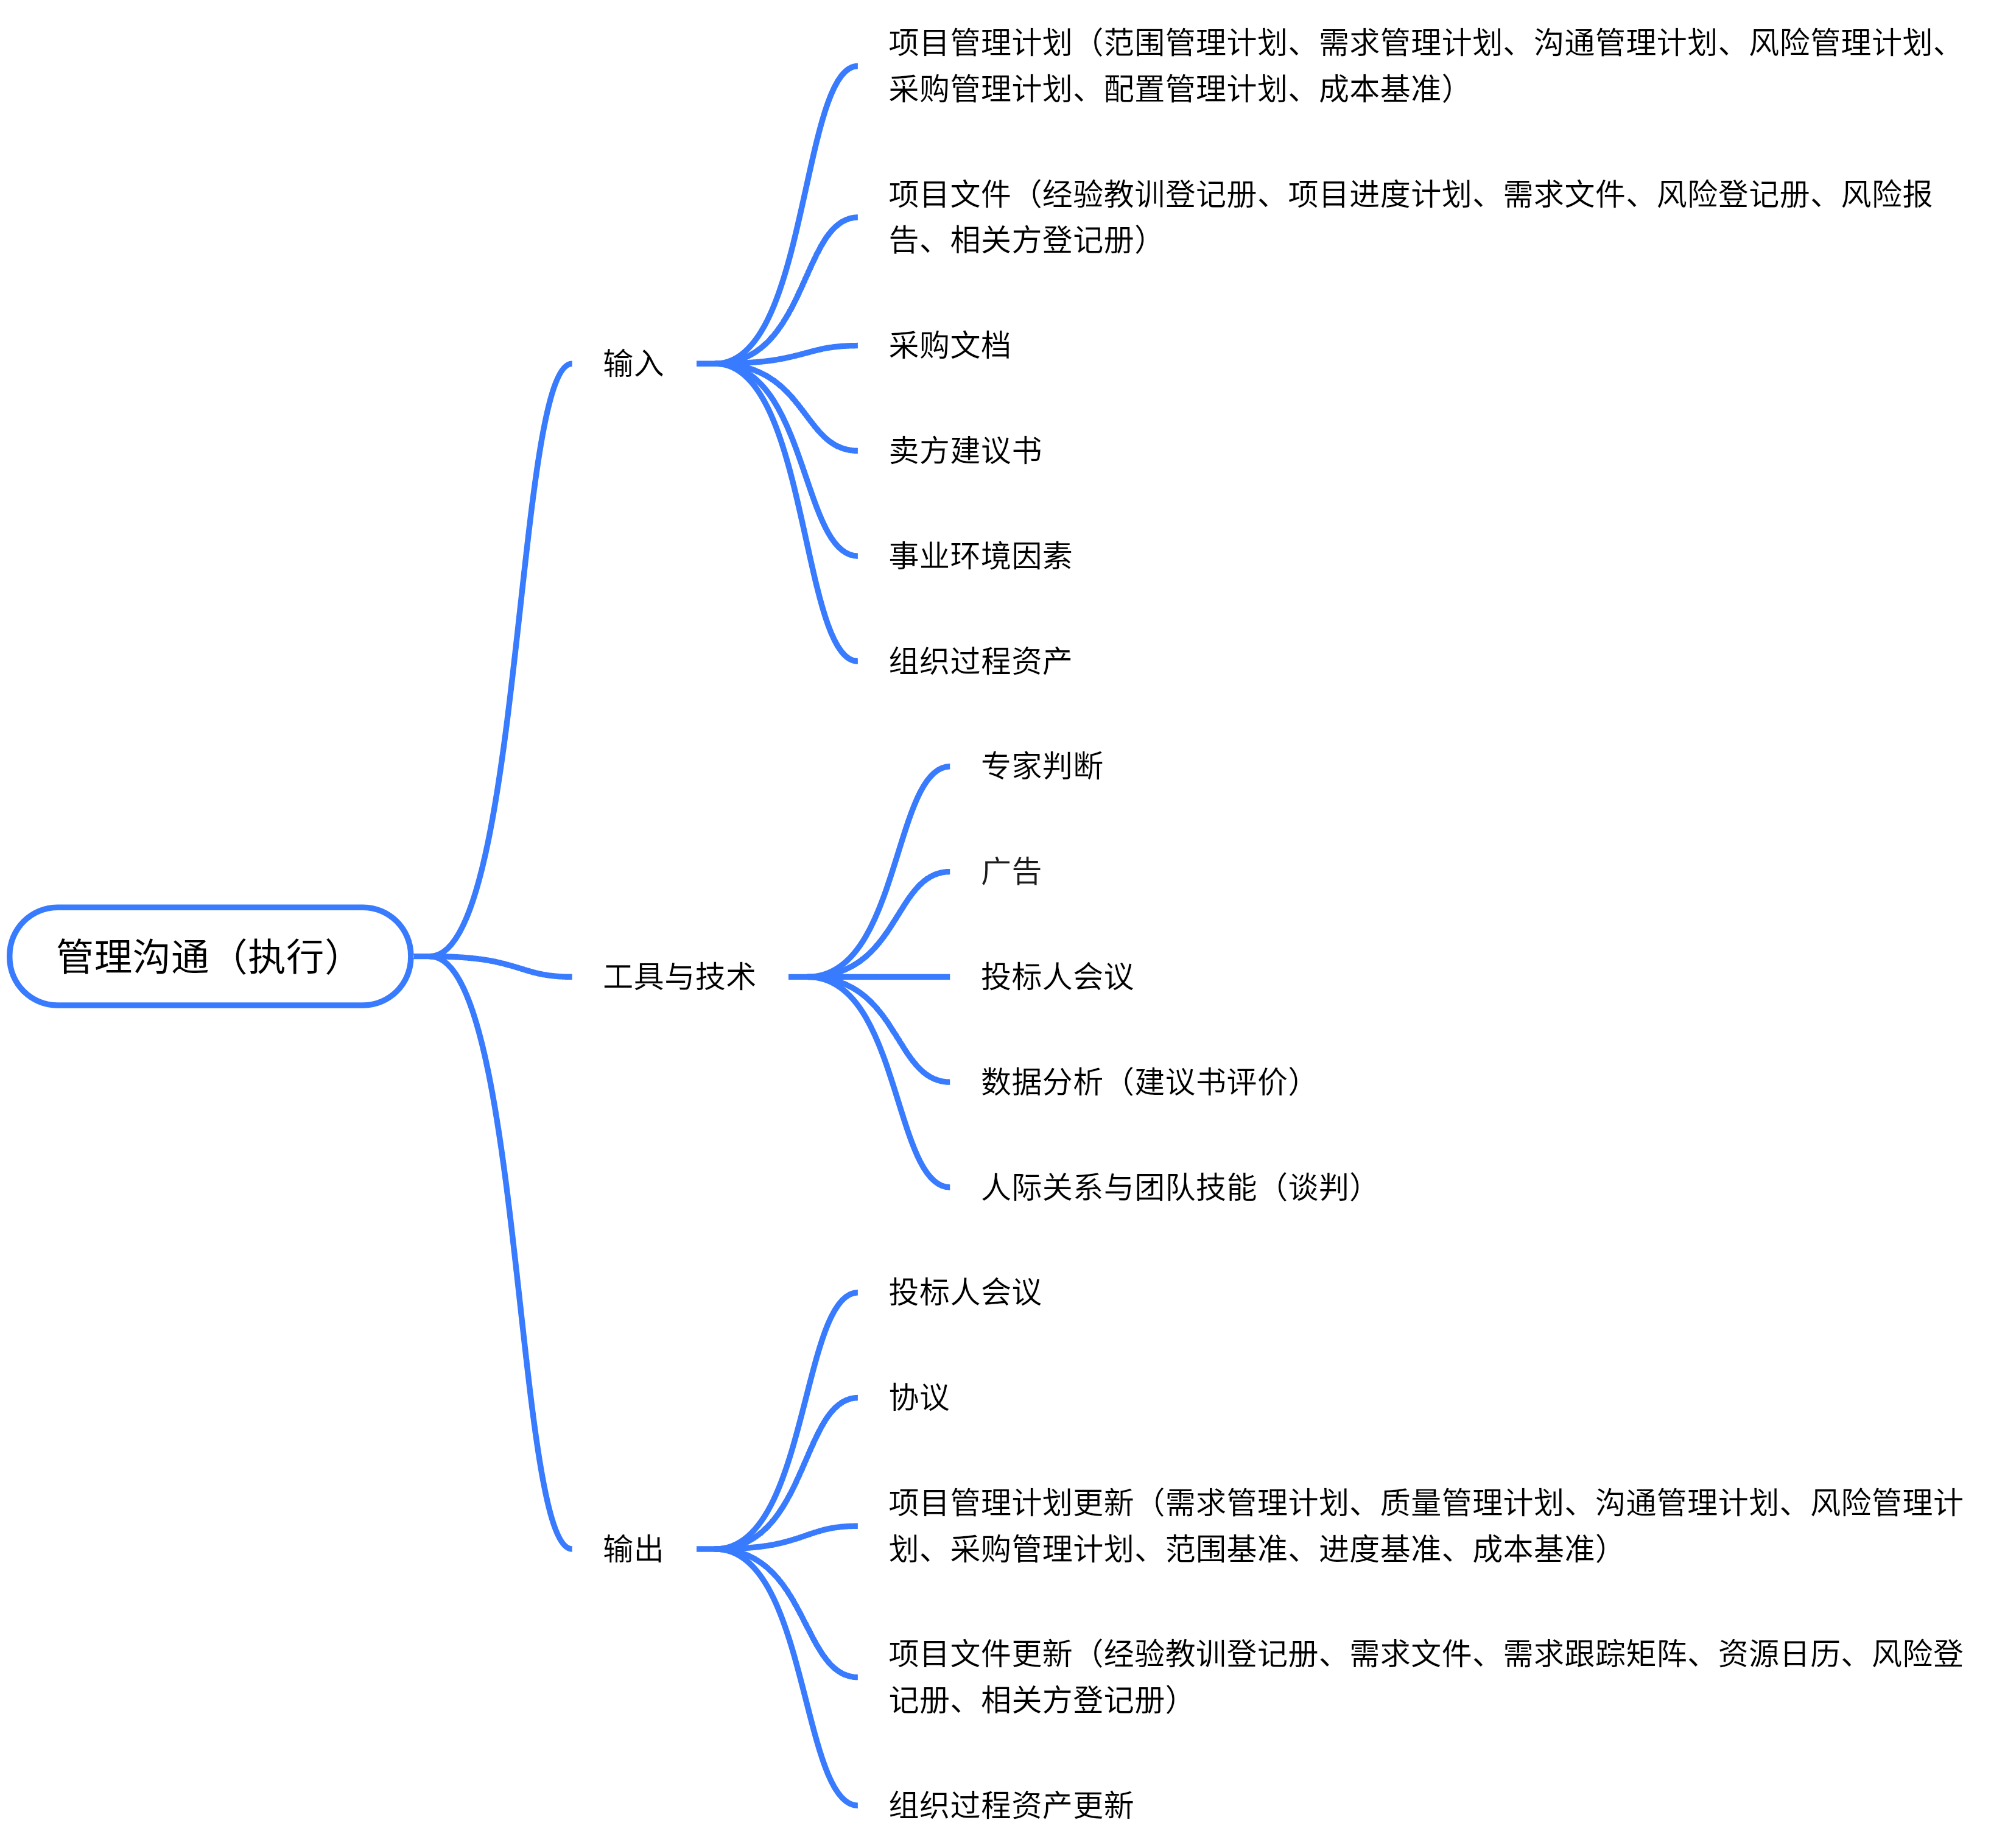 项目管理计划（范围管理计划、需求管理计划、沟通管理计划、风险管理计划、
采购管理计划、配置管理计划、成本基准）
项目文件（经验教训登记册、项目进度计划、需求文件、风险登记册、风险报
告、相关方登记册）
采购文档
输入
卖方建议书
事业环境因素
组织过程资产
专家判断
广告
管理沟通（执行）
工具与技术
投标人会议
数据分析（建议书评价）
人际关系与团队技能（谈判）
投标人会议
协议
项目管理计划更新（需求管理计划、质量管理计划、沟通管理计划、风险管理计
划、采购管理计划、范围基准、进度基准、成本基准）
输出
项目文件更新（经验教训登记册、需求文件、需求跟踪矩阵、资源日历、风险登
记册、相关方登记册）
组织过程资产更新